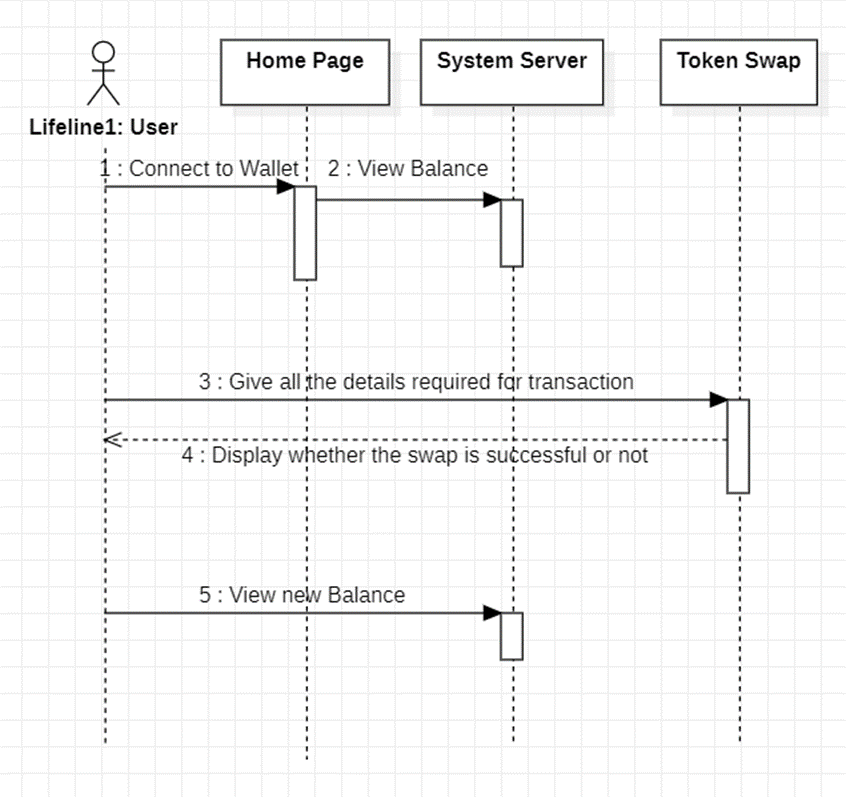 Home Page
System Server
Token Swap
Lifeline1: User
1 : Connect to Wallet
2 : View Balance
3 : Give all the details required for transaction
4 : Display whether the swap is successful or not
5 : View new Balance